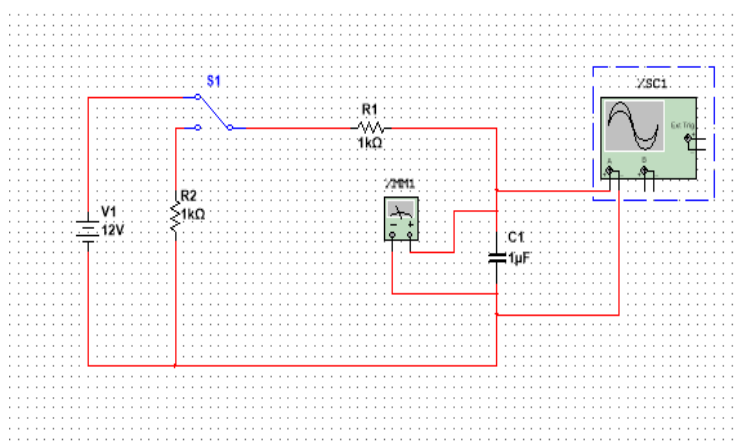 S1
XSC1
R1
Ext Trig
1kΩ
A
B
XMM1
R2
1kΩ
V1
12V
C1
1µF